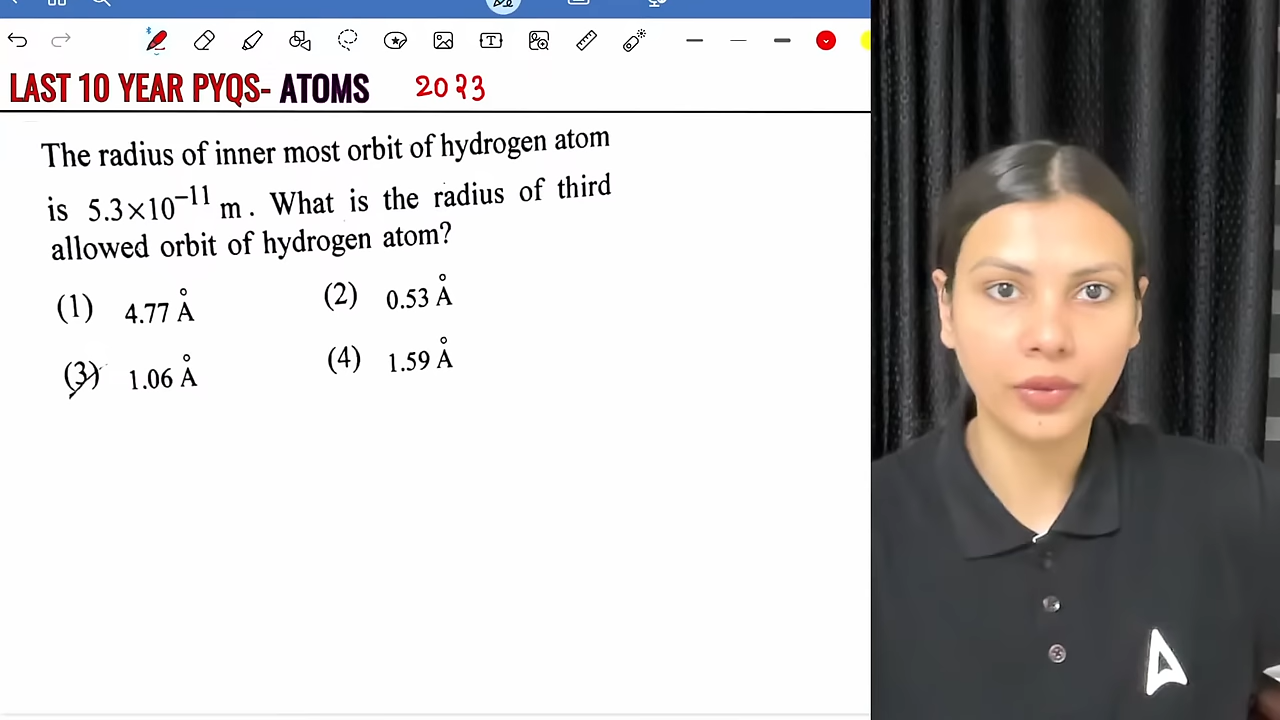 LAST 10 YEAR PYQS- ATOMS 2023
The radius of inner most orbit of hydrogen atom
is 5.3×10⁻¹¹ m. What is the radius of third
allowed orbit of hydrogen atom?
(1) 4.77 Å (2) 0.53 Å
(3) 1.06 Å (4) 1.59 Å